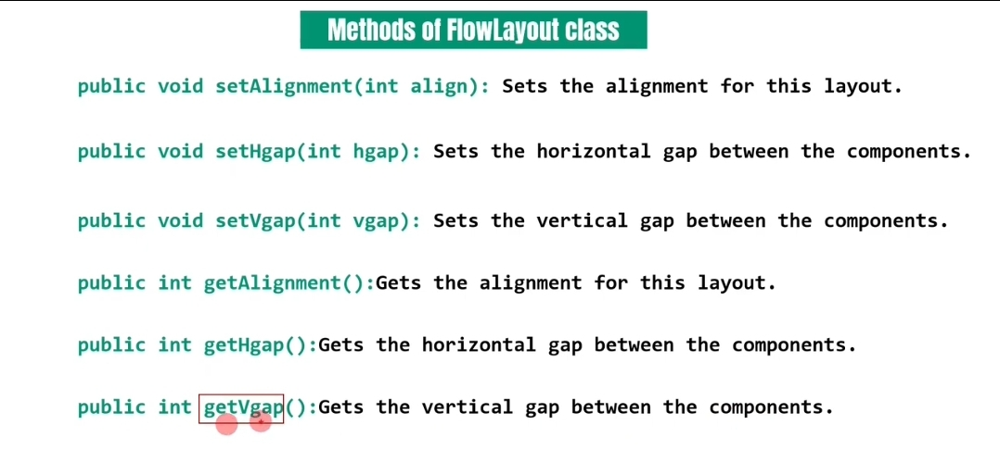 Methods of FlowLayout class
public void setAlignment(int align): Sets the alignment for this layout.
public void setHgap(int hgap): Sets the horizontal gap between the components.
public void setVgap(int vgap): Sets the vertical gap between the components.
public int getAlignment():Gets the alignment for this layout.
public int getHgap():Gets the horizontal gap between the components.
public int getVgap():Gets the vertical gap between the components.